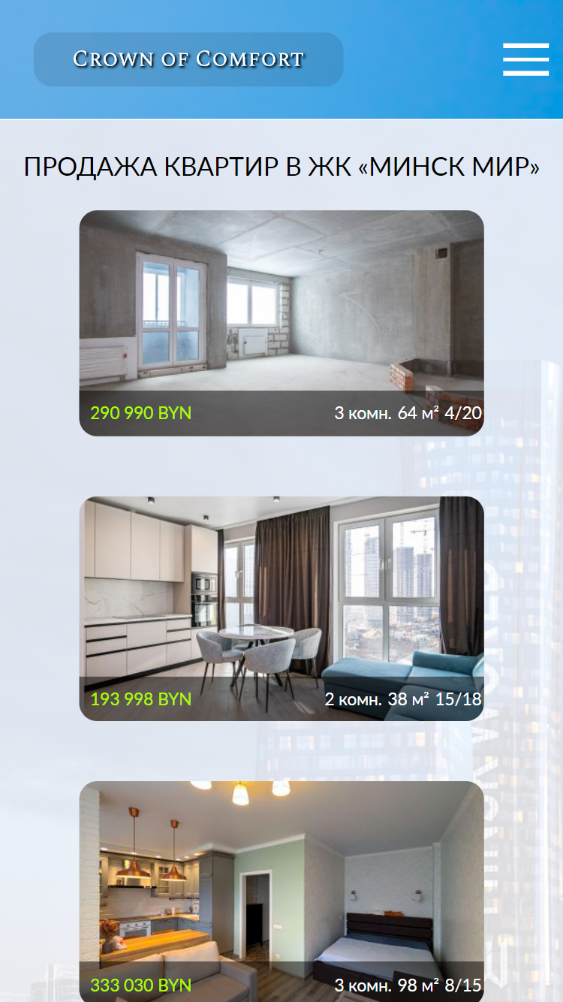 Crown of Comfort
ПРОДАЖА КВАРТИР В ЖК «МИНСК МИР»
290 990 BYN 3 комн. 64 м² 4/20
193 998 BYN 2 комн. 38 м² 15/18
333 030 BYN 3 комн. 98 м² 8/15